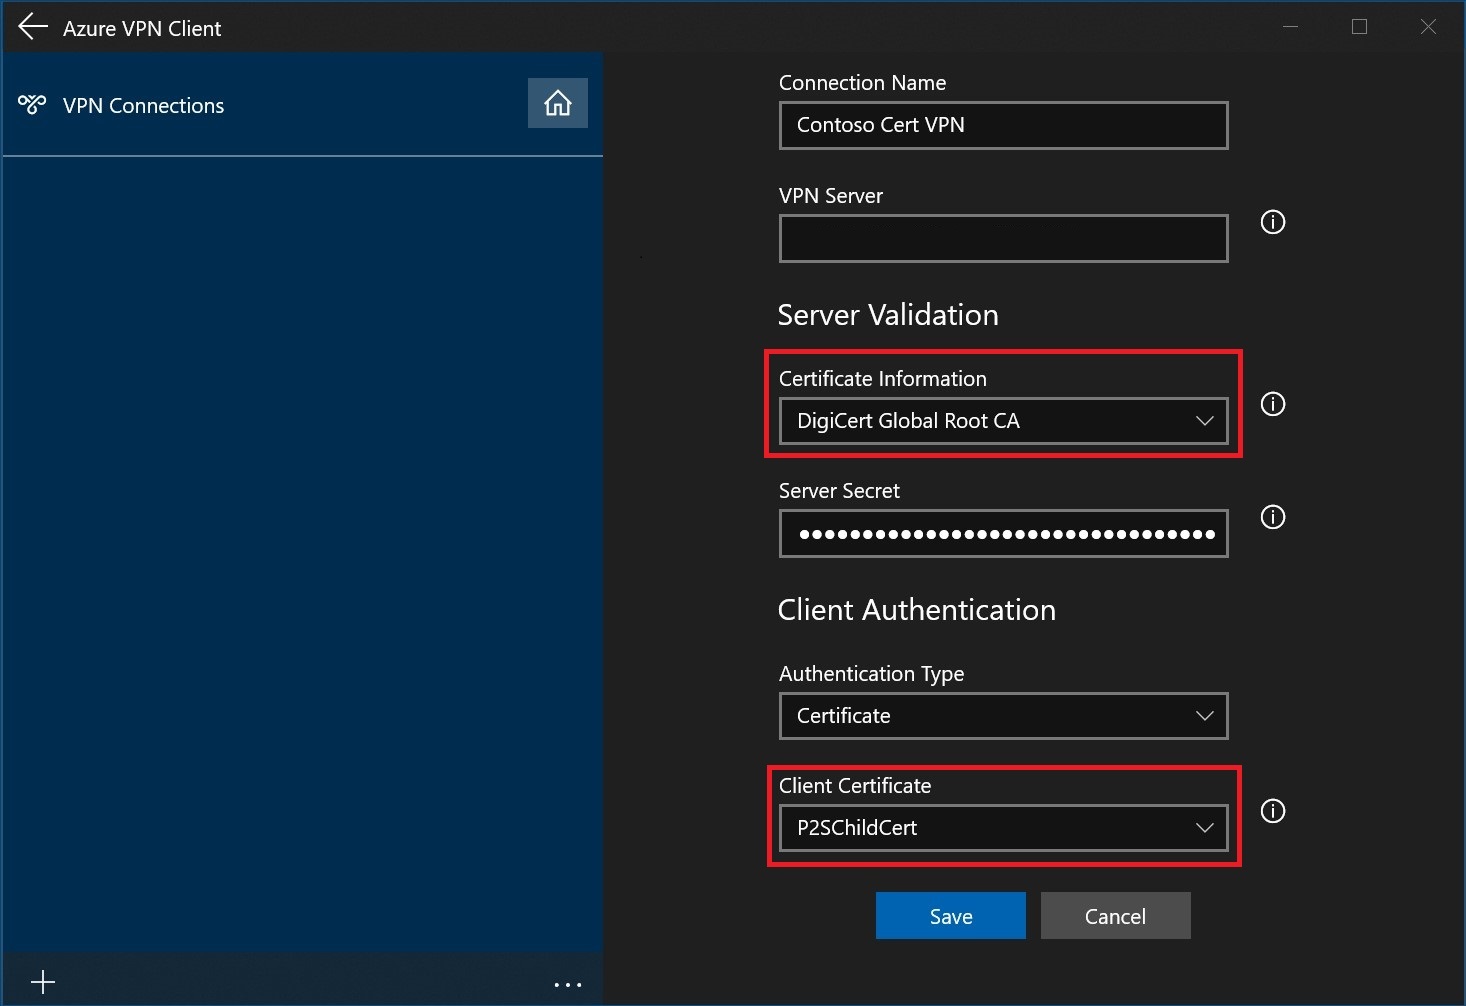 Azure VPN Client
VPN Connections
Connection Name
Contoso Cert VPN
VPN Server
Server Validation
Certificate Information
DigiCert Global Root CA
Server Secret
Client Authentication
Authentication Type
Certificate
Client Certificate
P2SChildCert
Save
Cancel